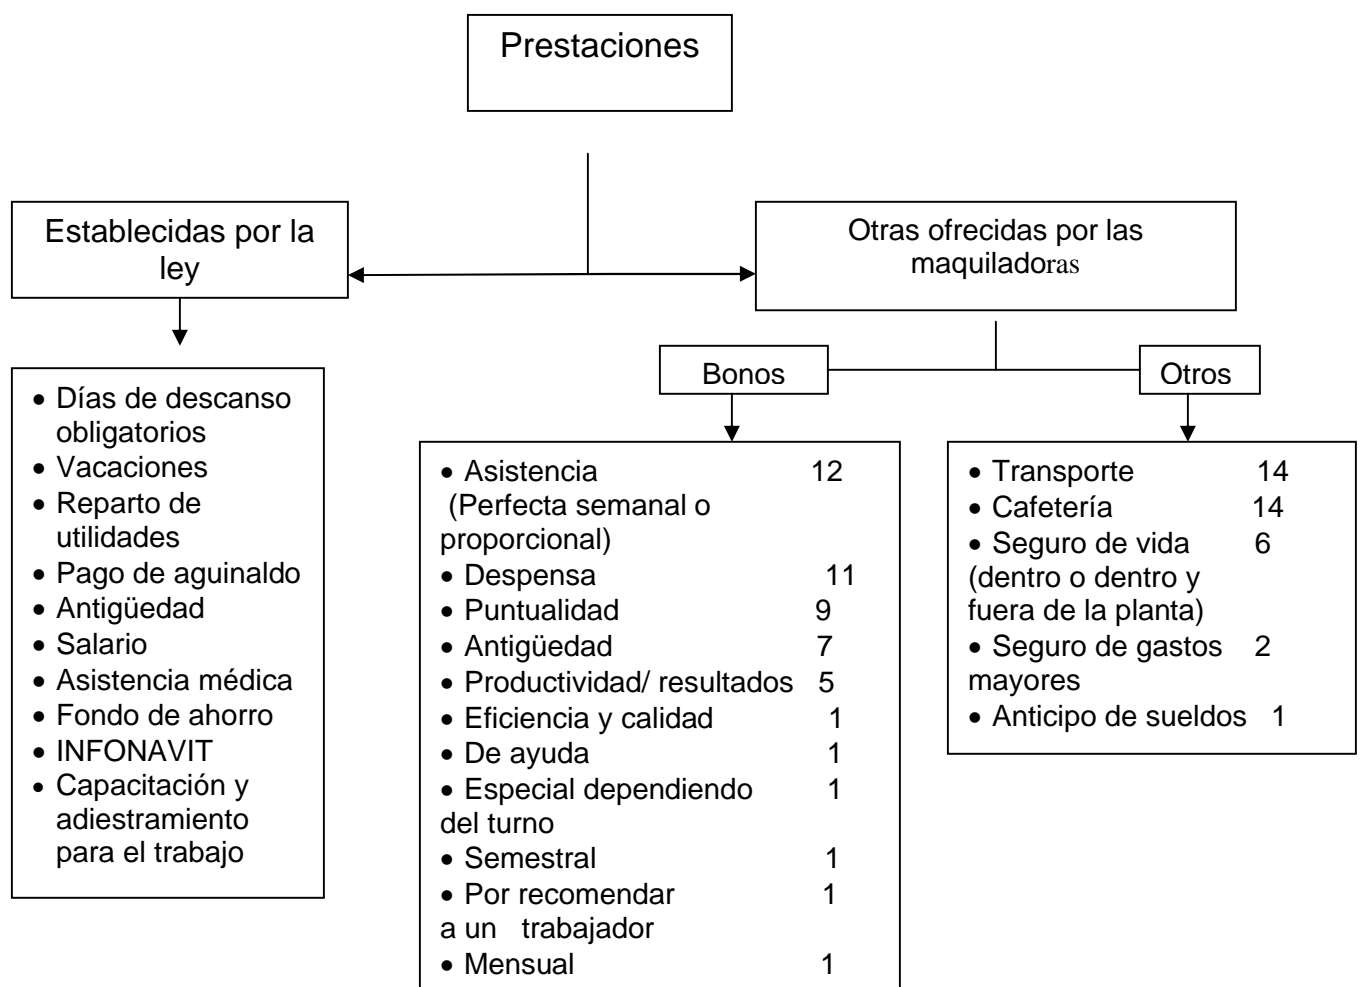 Prestaciones
Establecidas por la
ley
Otras ofrecidas por las
maquiladoras
• Días de descanso
obligatorios
• Vacaciones
• Reparto de
utilidades
• Pago de aguinaldo
• Antigüedad
• Salario
• Asistencia médica
• Fondo de ahorro
• INFONAVIT
• Capacitación y
adiestramiento
para el trabajo
Bonos
• Asistencia 12
(Perfecta semanal o
proporcional)
• Despensa 11
• Puntualidad 9
• Antigüedad 7
• Productividad/ resultados 5
• Eficiencia y calidad 1
• De ayuda 1
• Especial dependiendo 1
del turno
• Semestral 1
• Por recomendar 1
a un trabajador
• Mensual 1
Otros
• Transporte 14
• Cafetería 14
• Seguro de vida 6
(dentro o dentro y
fuera de la planta)
• Seguro de gastos 2
mayores
• Anticipo de sueldos 1